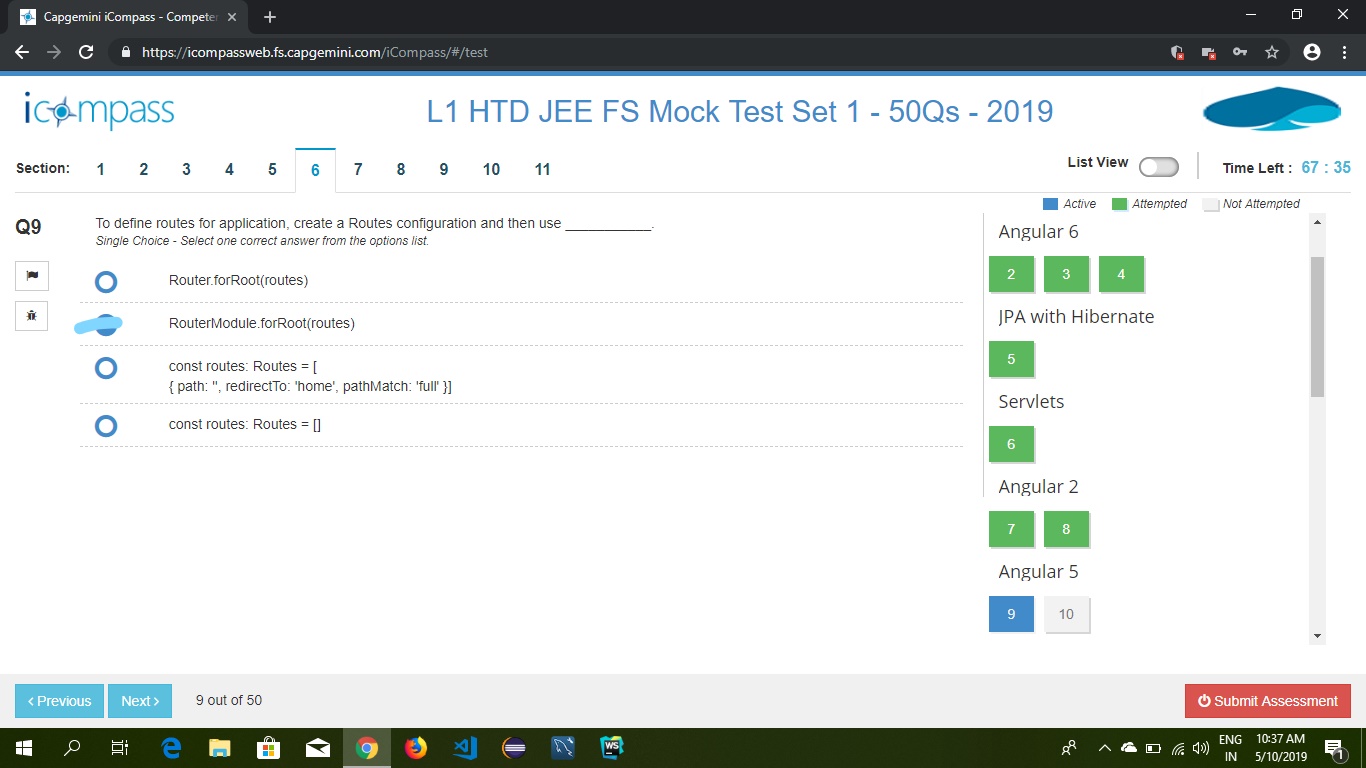 Capgemini iCompass - Competen
https://icompassweb.fs.capgemini.com/iCompass/#/test
icompass
L1 HTD JEE FS Mock Test Set 1 - 50Qs - 2019
Section: 1 2 3 4 5 6 7 8 9 10 11
List View
Time Left : 67 : 35
Active Attempted Not Attempted
Q9
To define routes for application, create a Routes configuration and then use ___________.
Single Choice - Select one correct answer from the options list.
Router.forRoot(routes)
RouterModule.forRoot(routes)
const routes: Routes = [
{ path: '', redirectTo: 'home', pathMatch: 'full' }]
const routes: Routes = []
Angular 6
2 3 4
JPA with Hibernate
5
Servlets
6
Angular 2
7 8
Angular 5
9 10
‹ Previous
Next ›
9 out of 50
Submit Assessment
WS
ENG
IN
10:37 AM
5/10/2019
1